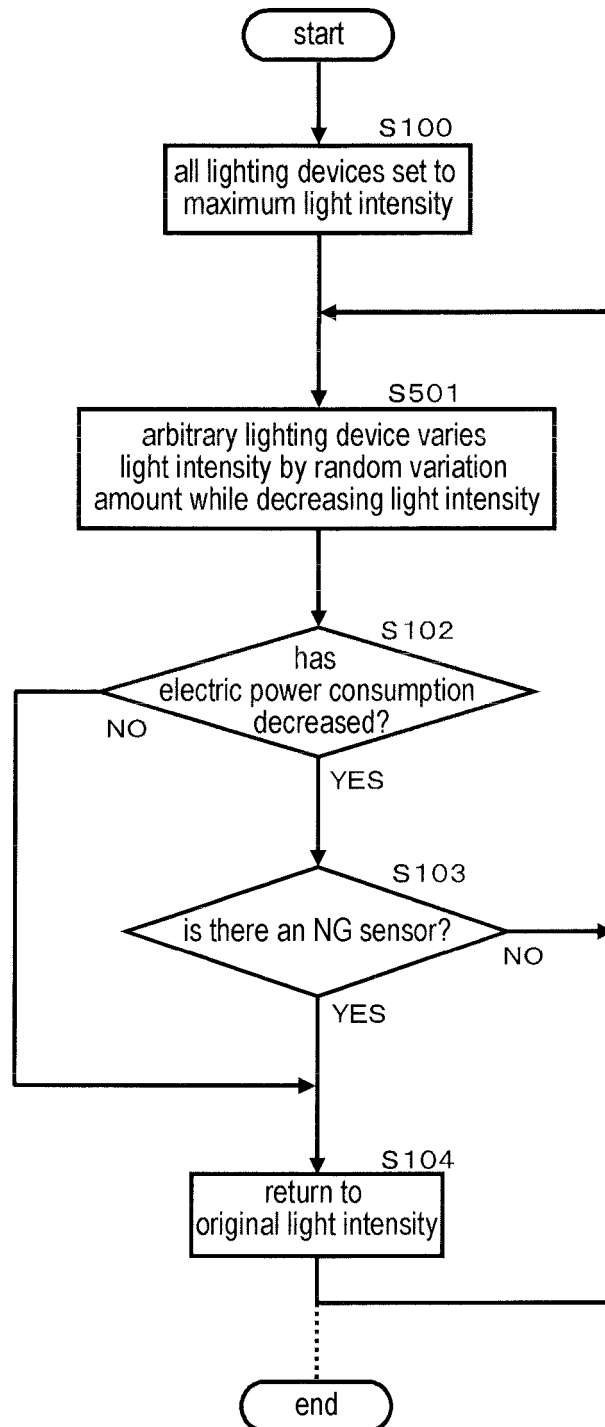 start
S100
all lighting devices set to
maximum light intensity
S501
arbitrary lighting device varies
light intensity by random variation
amount while decreasing light intensity
S102
has
electric power consumption
decreased?
NO
YES
S103
is there an NG sensor?
NO
YES
S104
return to
original light intensity
end